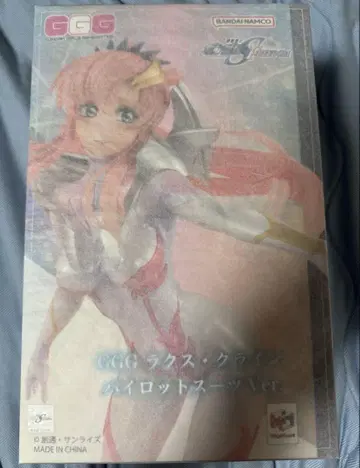 GGG
BANDAI NAMCO
GGG ラクス・クライン
パイロットスーツVer.
© 創通・サンライズ
MADE IN CHINA